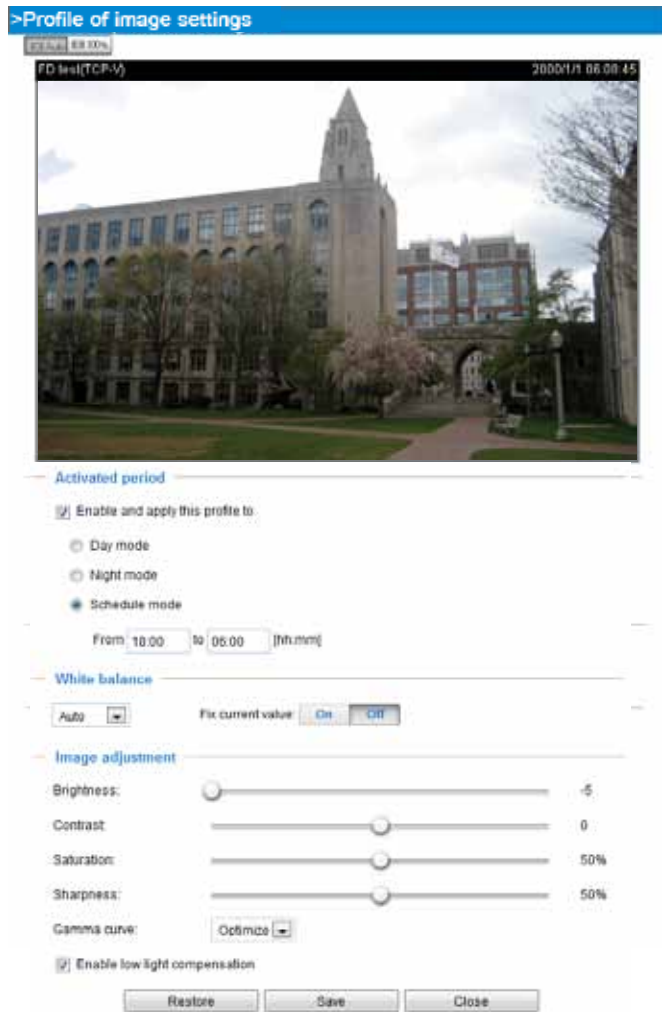 >Profile of image settings
100%
FD test(TCP-V) 2000/1/1 06:08:45
Activated period
Enable and apply this profile to
Day mode
Night mode
Schedule mode
From 18:00 to 06:00 [hh:mm]
White balance
Auto Fix current value: On Off
Image adjustment
Brightness: -5
Contrast: 0
Saturation: 50%
Sharpness: 50%
Gamma curve: Optimize
Enable low light compensation
Restore Save Close